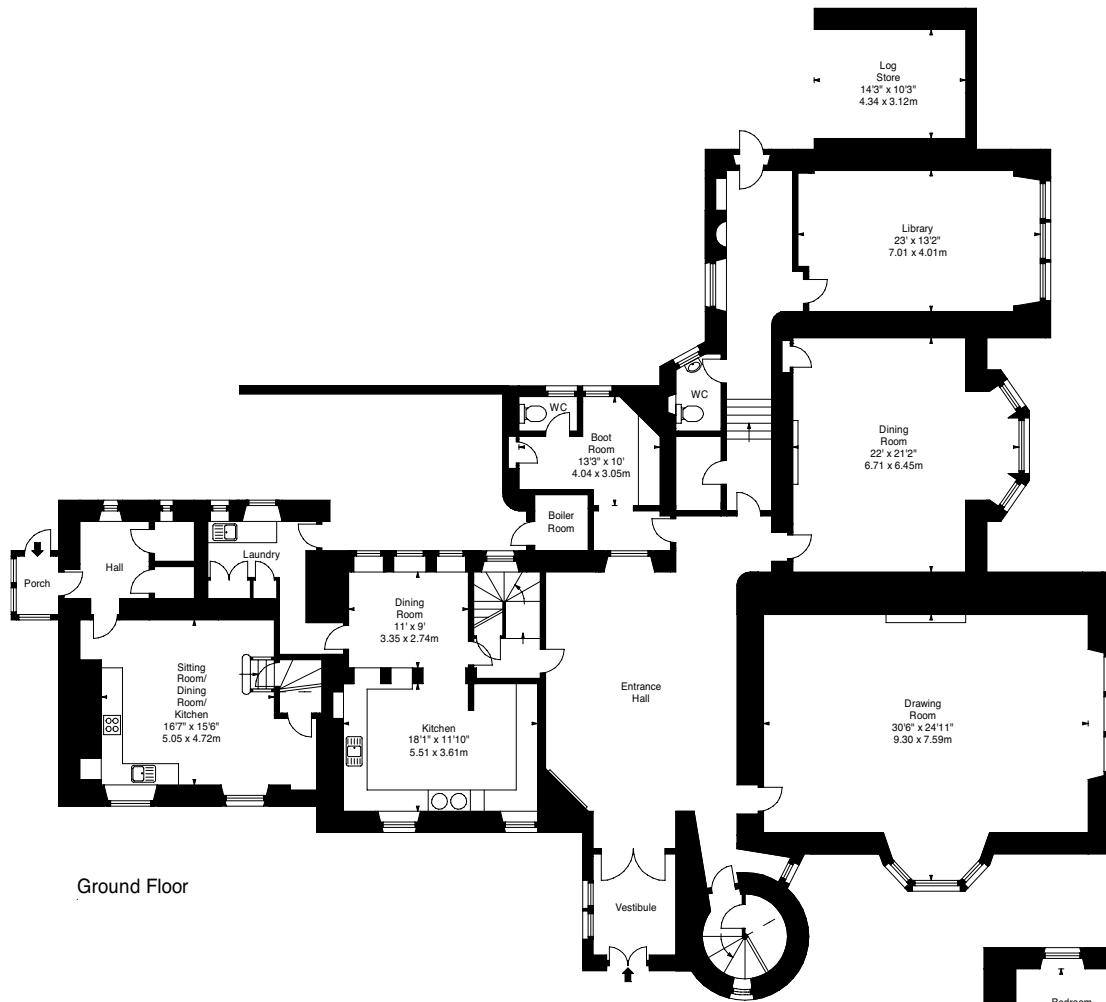 Log
Store
14'3" x 10'3"
4.34 x 3.12m
Library
23' x 13'2"
7.01 x 4.01m
WC
WC
Boot
Room
13'3" x 10'
4.04 x 3.05m
Dining
Room
22' x 21'2"
6.71 x 6.45m
Boiler
Room
Laundry
Hall
Porch
Dining
Room
11' x 9'
3.35 x 2.74m
Sitting
Room/
Dining
Room/
Kitchen
16'7" x 15'6"
5.05 x 4.72m
Entrance
Hall
Drawing
Room
30'6" x 24'11"
9.30 x 7.59m
Kitchen
18'1" x 11'10"
5.51 x 3.61m
Ground Floor
Vestibule
Bedroom